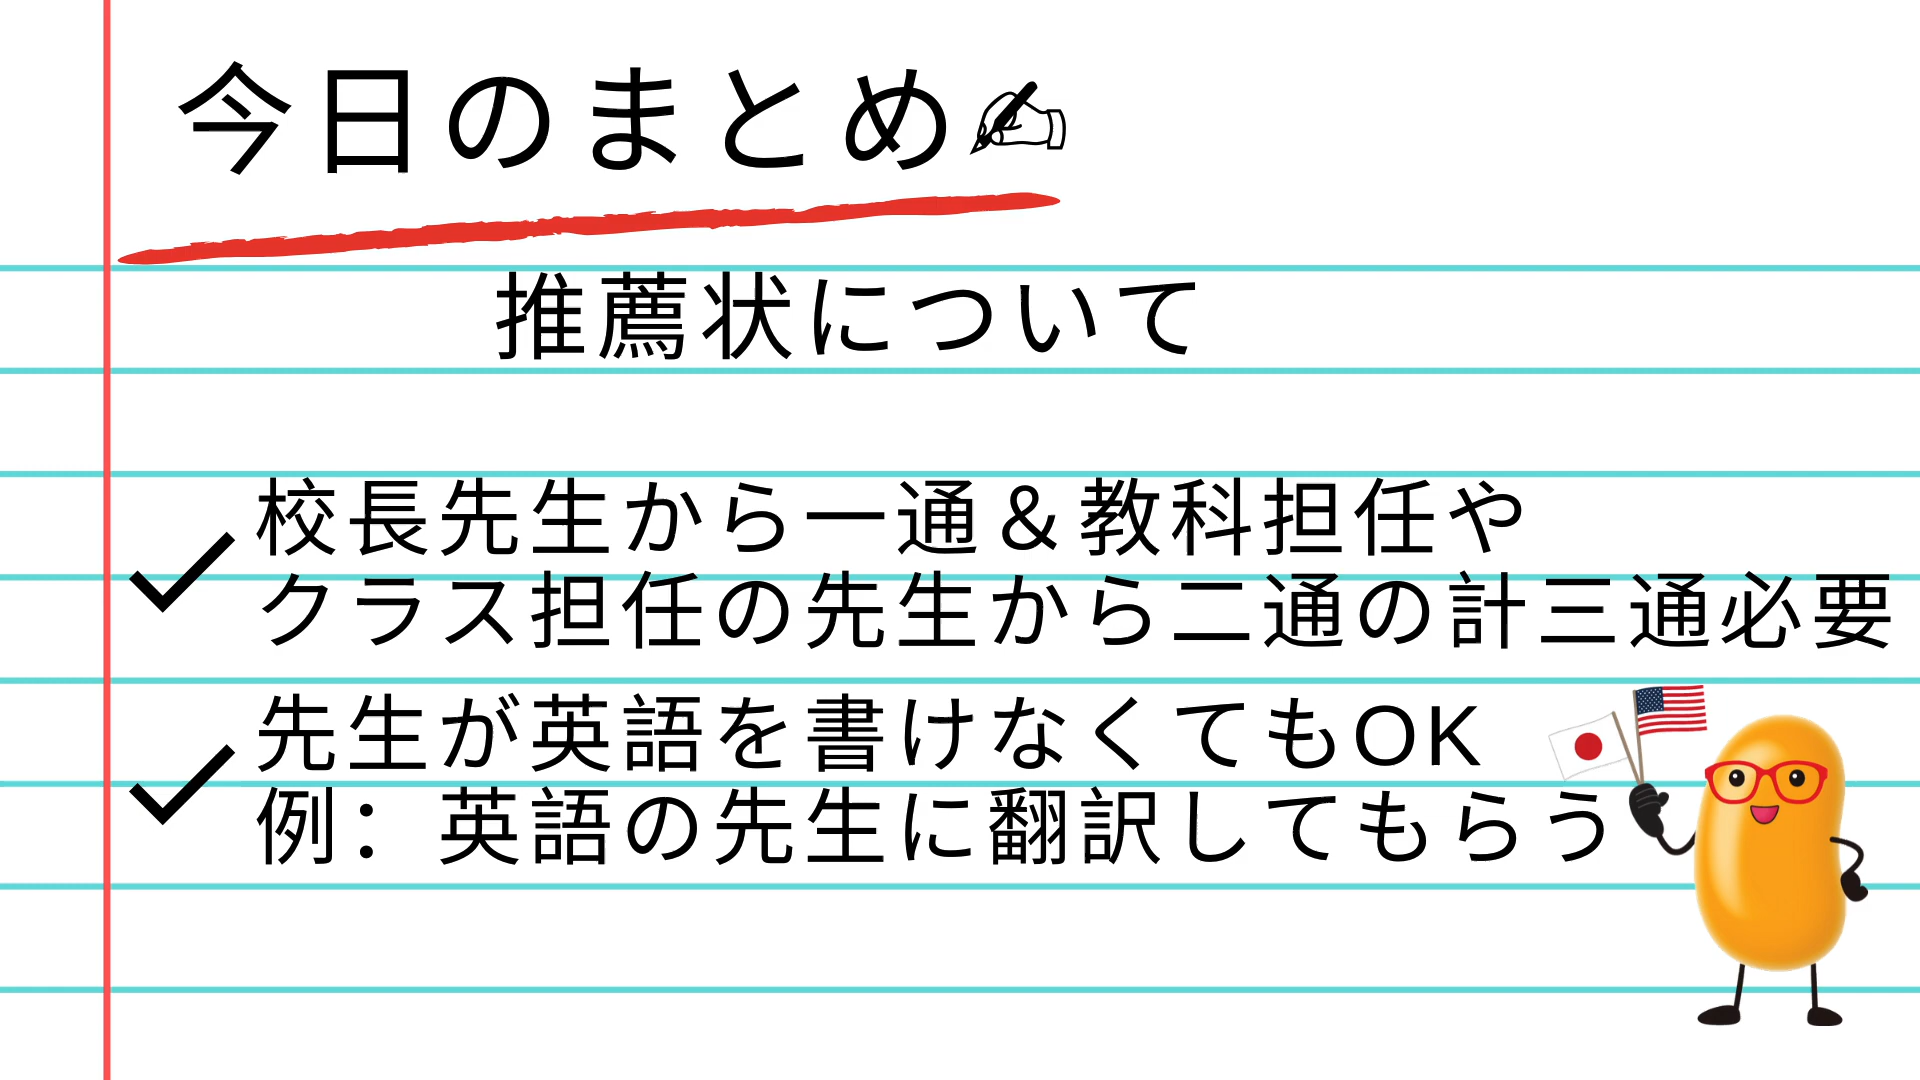 今日のまとめ✍
推薦状について
校長先生から一通＆教科担任や
クラス担任の先生から二通の計三通必要
先生が英語を書けなくてもOK
例：英語の先生に翻訳してもらう